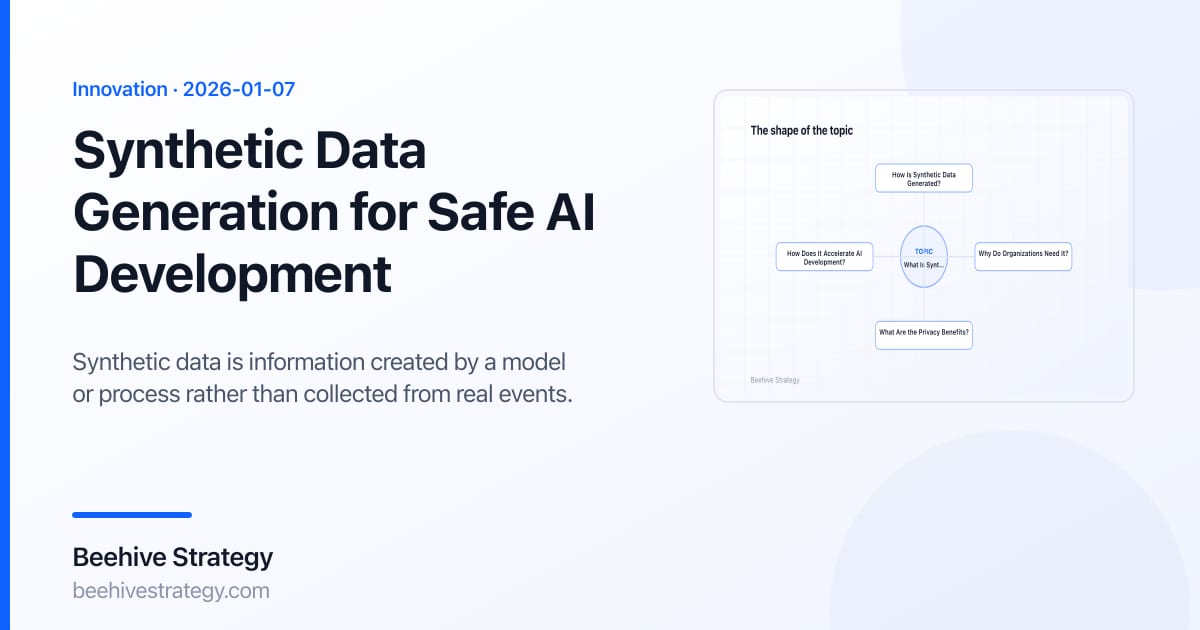 Innovation · 2026-01-07
Synthetic Data
Generation for Safe AI
Development
Synthetic data is information created by a model
or process rather than collected from real events.
Beehive Strategy
beehivestrategy.com
The shape of the topic
How Is Synthetic Data
Generated?
How Does It Accelerate AI
Development?
TOPIC
What Is Synt...
Why Do Organizations Need It?
What Are the Privacy Benefits?
Beehive Strategy